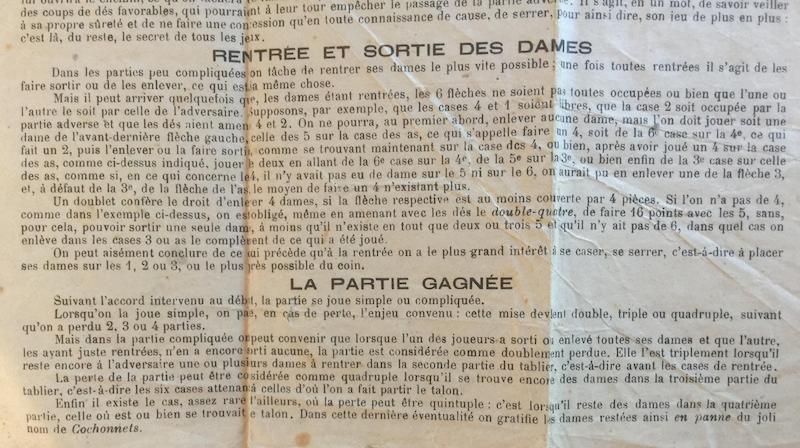 des coups de dés favorables, qui pourraient à leur tour empêcher le passage de la partie adverse. Il s'agit, en un mot, de savoir veiller
à sa propre sûreté et de ne faire une concession qu'en toute connaissance de cause, de serrer, pour ainsi dire, son jeu de plus en plus :
c'est là, du reste, le secret de tous les jeux.
RENTRÉE ET SORTIE DES DAMES
Dans les parties peu compliquées on tâche de rentrer ses dames le plus vite possible ; une fois toutes rentrées il s'agit de les
faire sortir ou de les enlever, ce qui est la même chose.
Mais il peut arriver quelquefois que, les dames étant rentrées, les 6 flèches ne soient pas toutes occupées ou bien que l'une ou
l'autre le soit par celle de l'adversaire. Supposons, par exemple, que les cases 4 et 1 soient libres, que la case 2 soit occupée par la
partie adverse et que les dés aient amené 4 et 2. On ne pourra, au premier abord, enlever aucune dame, mais l'on doit jouer soit une
dame de l'avant-dernière flèche gauche, celle des 5 sur la case des as, ce qui s'appelle faire un 4, soit de la 6e case sur la 4e, ce qui
fait un 2, puis l'enlever ou la faire sortir, comme se trouvant maintenant sur la case des 4, ou bien, après avoir joué un 4 sur la case
des as, comme ci-dessus indiqué, jouer le deux en allant de la 6e case sur la 4e, de la 5e sur la 3e, ou bien enfin de la 3e case sur celle
des as, comme si, en ce qui concerne le 4, il n'y avait pas eu de dame sur le 5 ni sur le 6, on aurait pu en enlever une de la flèche 3,
et, à défaut de la 3e, de la flèche de l'as, le moyen de faire un 4 n'existant plus.
Un doublet confère le droit d'enlever 4 dames, si la flèche respective est au moins couverte par 4 pièces. Si l'on n'a pas de 4,
comme dans l'exemple ci-dessus, on est obligé, même en amenant avec les dés le double-quatre, de faire 16 points avec les 5, sans,
pour cela, pouvoir sortir une seule dame, à moins qu'il n'existe en tout que deux ou trois 5 et qu'il n'y ait pas de 6, dans quel cas on
enlève dans les cases 3 ou as le complément de ce qui a été joué.
On peut aisément conclure de ce qui précède qu'à la rentrée on a le plus grand intérêt à se caser, se serrer, c'est-à-dire à placer
ses dames sur les 1, 2 ou 3, ou le plus près possible du coin.
LA PARTIE GAGNÉE
Suivant l'accord intervenu au début, la partie se joue simple ou compliquée.
Lorsqu'on la joue simple, on paie, en cas de perte, l'enjeu convenu : cette mise devient double, triple ou quadruple, suivant
qu'on a perdu 2, 3 ou 4 parties.
Mais dans la partie compliquée on peut convenir que lorsque l'un des joueurs a sorti ou enlevé toutes ses dames et que l'autre,
les ayant juste rentrées, n'en a encore sorti aucune, la partie est considérée comme doublement perdue. Elle l'est triplement lorsqu'il
reste encore à l'adversaire une ou plusieurs dames à rentrer dans la seconde partie du tablier, c'est-à-dire avant les cases de rentrée.
La perte de la partie peut être considérée comme quadruple lorsqu'il se trouve encore des dames dans la troisième partie du
tablier, c'est-à-dire les six cases attenant à celles d'où l'on a fait partir le talon.
Enfin il existe le cas, assez rare d'ailleurs, où la perte peut être quintuple : c'est lorsqu'il reste des dames dans la quatrième
partie, celle où est ou bien se trouvait le talon. Dans cette dernière éventualité on gratifie les dames restées ainsi en panne du joli
nom de Cochonnets.